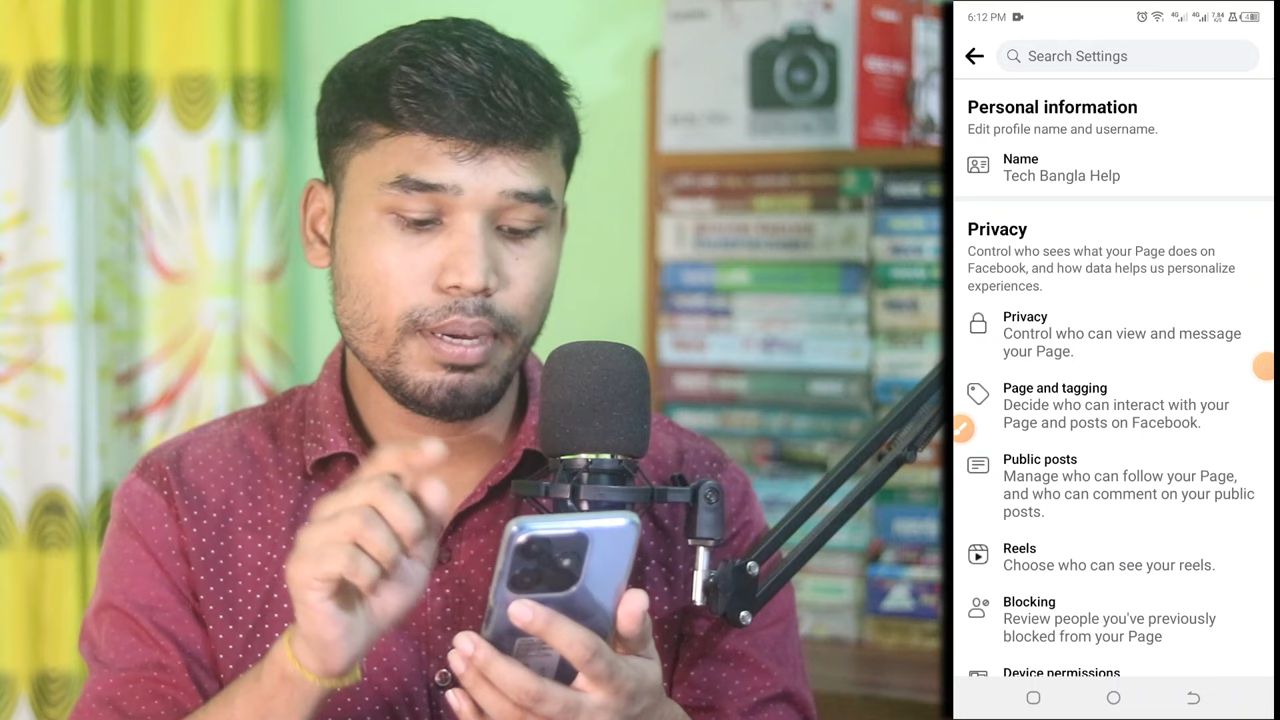 6:12 PM
Search Settings
Personal information
Edit profile name and username.
Name
Tech Bangla Help
Privacy
Control who sees what your Page does on
Facebook, and how data helps us personalize
experiences.
Privacy
Control who can view and message
your Page.
Page and tagging
Decide who can interact with your
Page and posts on Facebook.
Public posts
Manage who can follow your Page,
and who can comment on your public
posts.
Reels
Choose who can see your reels.
Blocking
Review people you've previously
blocked from your Page
Device permissions